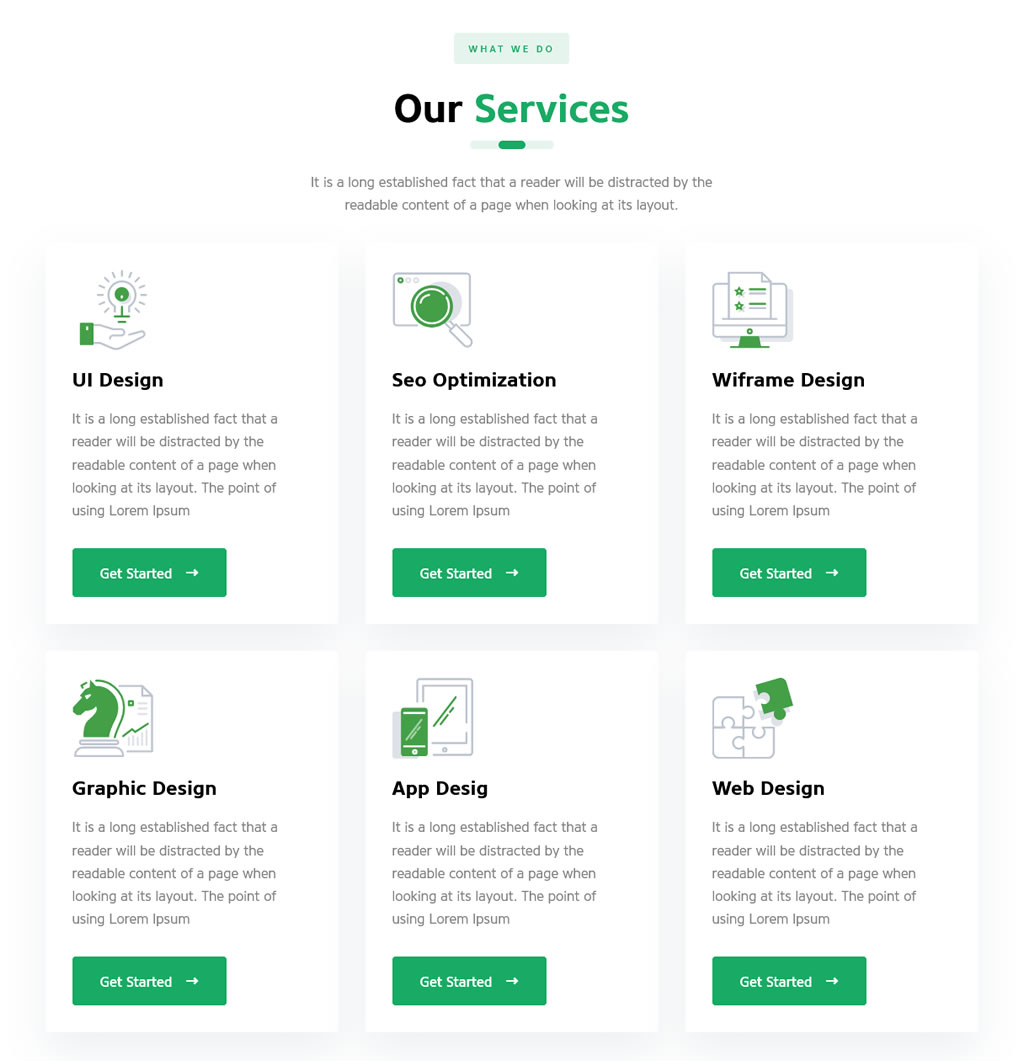 WHAT WE DO
Our Services
It is a long established fact that a reader will be distracted by the
readable content of a page when looking at its layout.
UI Design
It is a long established fact that a
reader will be distracted by the
readable content of a page when
looking at its layout. The point of
using Lorem Ipsum
Get Started →
Seo Optimization
It is a long established fact that a
reader will be distracted by the
readable content of a page when
looking at its layout. The point of
using Lorem Ipsum
Get Started →
Wiframe Design
It is a long established fact that a
reader will be distracted by the
readable content of a page when
looking at its layout. The point of
using Lorem Ipsum
Get Started →
Graphic Design
It is a long established fact that a
reader will be distracted by the
readable content of a page when
looking at its layout. The point of
using Lorem Ipsum
Get Started →
App Desig
It is a long established fact that a
reader will be distracted by the
readable content of a page when
looking at its layout. The point of
using Lorem Ipsum
Get Started →
Web Design
It is a long established fact that a
reader will be distracted by the
readable content of a page when
looking at its layout. The point of
using Lorem Ipsum
Get Started →